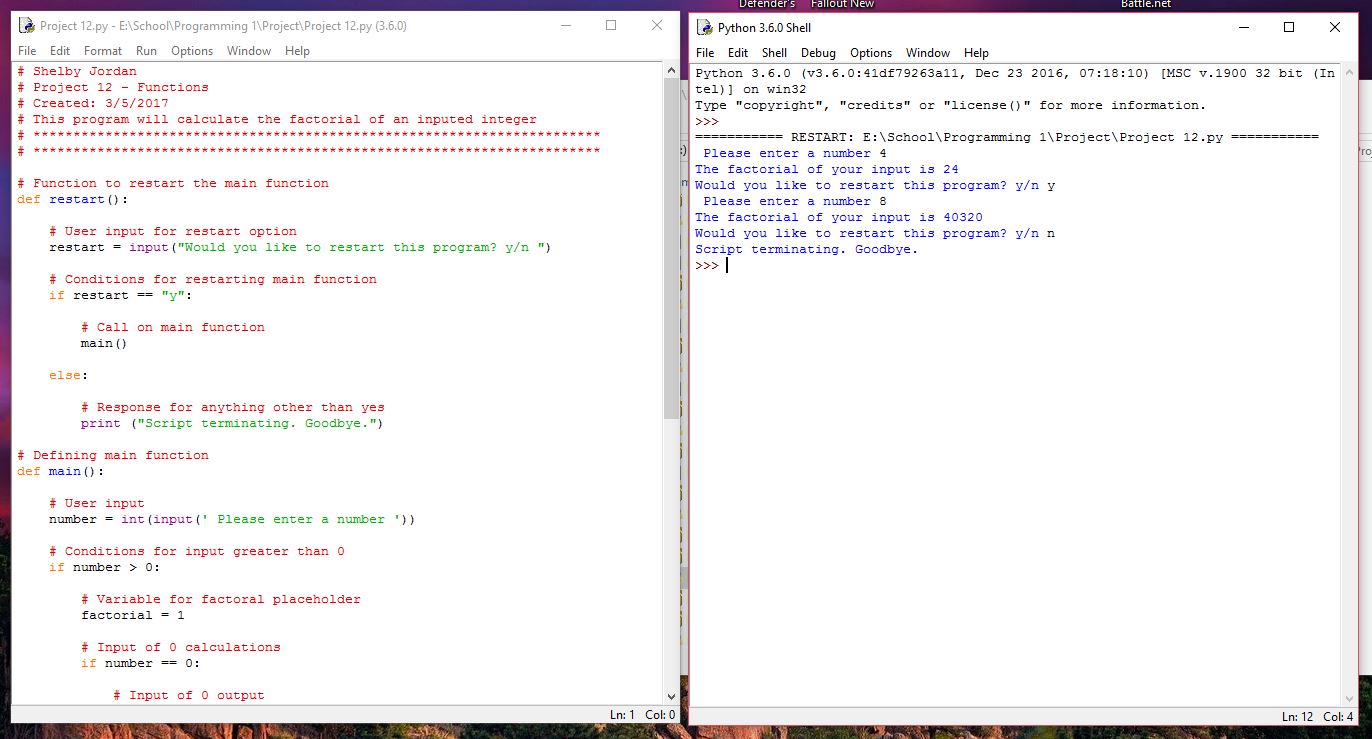 Defender's Fallout New Battle.net
Project 12.py - E:\School\Programming 1\Project\Project 12.py (3.6.0)
File Edit Format Run Options Window Help
# Shelby Jordan
# Project 12 - Functions
# Created: 3/5/2017
# This program will calculate the factorial of an inputed integer
# ***********************************************************************
# ***********************************************************************
# Function to restart the main function
def restart():
# User input for restart option
restart = input("Would you like to restart this program? y/n ")
# Conditions for restarting main function
if restart == "y":
# Call on main function
main()
else:
# Response for anything other than yes
print ("Script terminating. Goodbye.")
# Defining main function
def main():
# User input
number = int(input(' Please enter a number '))
# Conditions for input greater than 0
if number > 0:
# Variable for factoral placeholder
factorial = 1
# Input of 0 calculations
if number == 0:
# Input of 0 output
Ln: 1 Col: 0
Python 3.6.0 Shell
File Edit Shell Debug Options Window Help
Python 3.6.0 (v3.6.0:41df79263a11, Dec 23 2016, 07:18:10) [MSC v.1900 32 bit (In
tel)] on win32
Type "copyright", "credits" or "license()" for more information.
>>>
=========== RESTART: E:\School\Programming 1\Project\Project 12.py ===========
Please enter a number 4
The factorial of your input is 24
Would you like to restart this program? y/n y
Please enter a number 8
The factorial of your input is 40320
Would you like to restart this program? y/n n
Script terminating. Goodbye.
>>>
Ln: 12 Col: 4